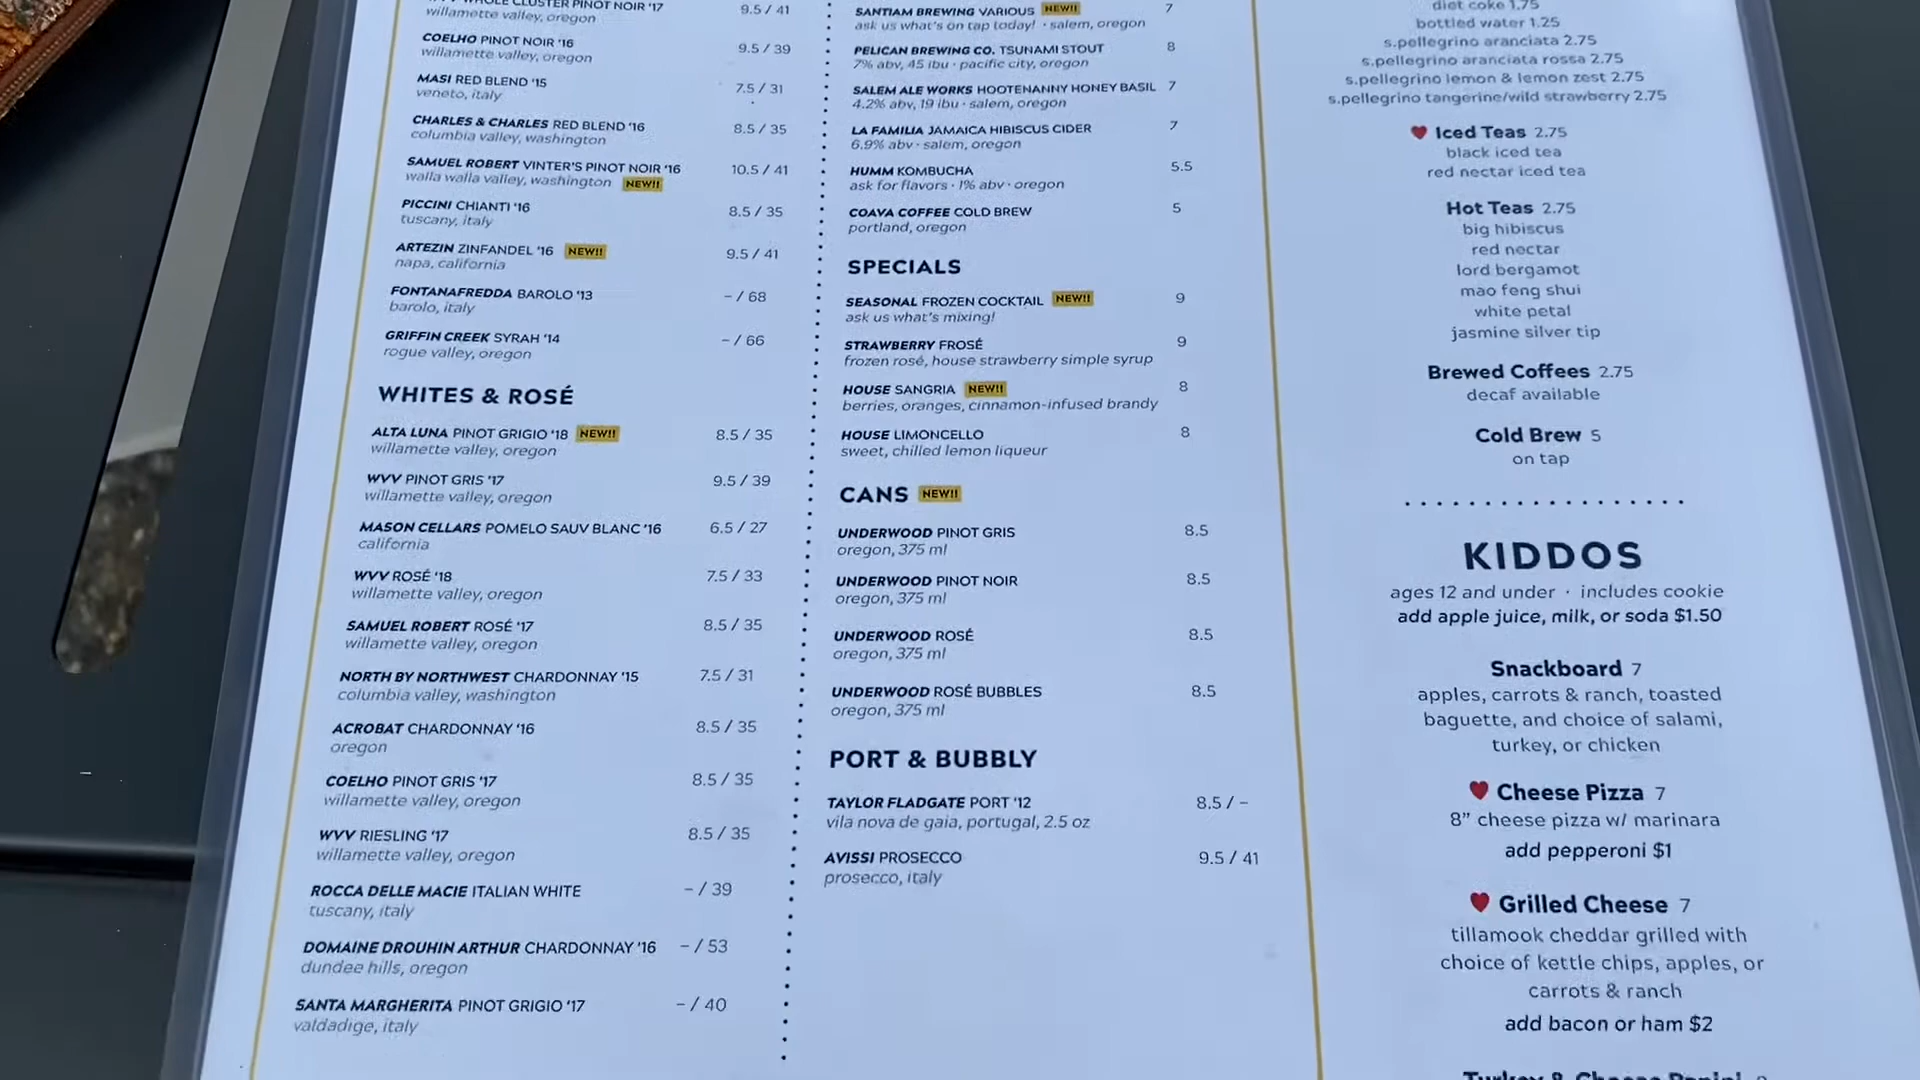 WHOLE CLUSTER PINOT NOIR '17 9.5 / 41
willamette valley, oregon
COELHO PINOT NOIR '16 9.5 / 39
willamette valley, oregon
MASI RED BLEND '15 7.5 / 31
veneto, italy
CHARLES & CHARLES RED BLEND '16 8.5 / 35
columbia valley, washington
SAMUEL ROBERT VINTER'S PINOT NOIR '16 10.5 / 41
walla walla valley, washington NEW!!
PICCINI CHIANTI '16 8.5 / 35
tuscany, italy
ARTEZIN ZINFANDEL '16 NEW!! 9.5 / 41
napa, california
FONTANAFREDDA BAROLO '13 – / 68
barolo, italy
GRIFFIN CREEK SYRAH '14 – / 66
rogue valley, oregon
WHITES & ROSÉ
ALTA LUNA PINOT GRIGIO '18 NEW!! 8.5 / 35
willamette valley, oregon
WVV PINOT GRIS '17 9.5 / 39
willamette valley, oregon
MASON CELLARS POMELO SAUV BLANC '16 6.5 / 27
california
WVV ROSÉ '18 7.5 / 33
willamette valley, oregon
SAMUEL ROBERT ROSÉ '17 8.5 / 35
willamette valley, oregon
NORTH BY NORTHWEST CHARDONNAY '15 7.5 / 31
columbia valley, washington
ACROBAT CHARDONNAY '16 8.5 / 35
oregon
COELHO PINOT GRIS '17 8.5 / 35
willamette valley, oregon
WVV RIESLING '17 8.5 / 35
willamette valley, oregon
ROCCA DELLE MACIE ITALIAN WHITE – / 39
tuscany, italy
DOMAINE DROUHIN ARTHUR CHARDONNAY '16 – / 53
dundee hills, oregon
SANTA MARGHERITA PINOT GRIGIO '17 – / 40
valdadige, italy
SANTIAM BREWING VARIOUS NEW!! 7
ask us what's on tap today! · salem, oregon
PELICAN BREWING CO. TSUNAMI STOUT 8
7% abv, 45 ibu · pacific city, oregon
SALEM ALE WORKS HOOTENANNY HONEY BASIL 7
4.2% abv, 19 ibu · salem, oregon
LA FAMILIA JAMAICA HIBISCUS CIDER 7
6.9% abv · salem, oregon
HUMM KOMBUCHA 5.5
ask for flavors · 1% abv · oregon
COAVA COFFEE COLD BREW 5
portland, oregon
SPECIALS
SEASONAL FROZEN COCKTAIL NEW!! 9
ask us what's mixing!
STRAWBERRY FROSÉ 9
frozen rosé, house strawberry simple syrup
HOUSE SANGRIA NEW!! 8
berries, oranges, cinnamon-infused brandy
HOUSE LIMONCELLO 8
sweet, chilled lemon liqueur
CANS NEW!!
UNDERWOOD PINOT GRIS 8.5
oregon, 375 ml
UNDERWOOD PINOT NOIR 8.5
oregon, 375 ml
UNDERWOOD ROSÉ 8.5
oregon, 375 ml
UNDERWOOD ROSÉ BUBBLES 8.5
oregon, 375 ml
PORT & BUBBLY
TAYLOR FLADGATE PORT '12 8.5 / –
vila nova de gaia, portugal, 2.5 oz
AVISSI PROSECCO 9.5 / 41
prosecco, italy
diet coke 1.75
bottled water 1.25
s.pellegrino aranciata 2.75
s.pellegrino aranciata rossa 2.75
s.pellegrino lemon & lemon zest 2.75
s.pellegrino tangerine/wild strawberry 2.75
Iced Teas 2.75
black iced tea
red nectar iced tea
Hot Teas 2.75
big hibiscus
red nectar
lord bergamot
mao feng shui
white petal
jasmine silver tip
Brewed Coffees 2.75
decaf available
Cold Brew 5
on tap
KIDDOS
ages 12 and under · includes cookie
add apple juice, milk, or soda $1.50
Snackboard 7
apples, carrots & ranch, toasted
baguette, and choice of salami,
turkey, or chicken
Cheese Pizza 7
8" cheese pizza w/ marinara
add pepperoni $1
Grilled Cheese 7
tillamook cheddar grilled with
choice of kettle chips, apples, or
carrots & ranch
add bacon or ham $2
Turkey & Cheese Panini